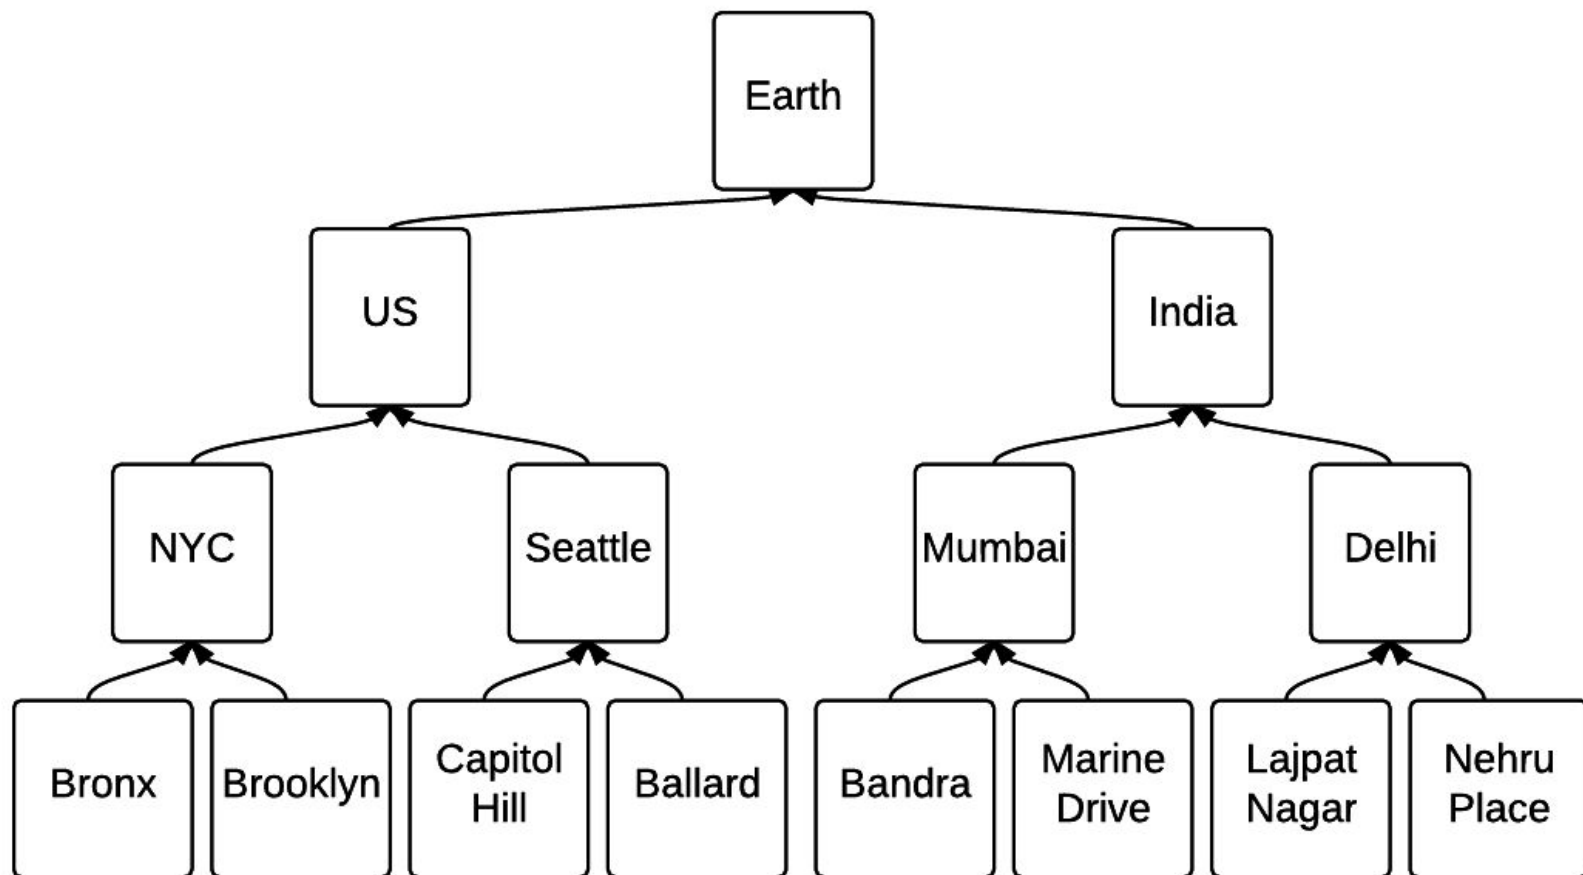 Earth
US
India
NYC
Seattle
Mumbai
Delhi
Bronx
Brooklyn
Capitol
Hill
Ballard
Bandra
Marine
Drive
Lajpat
Nagar
Nehru
Place